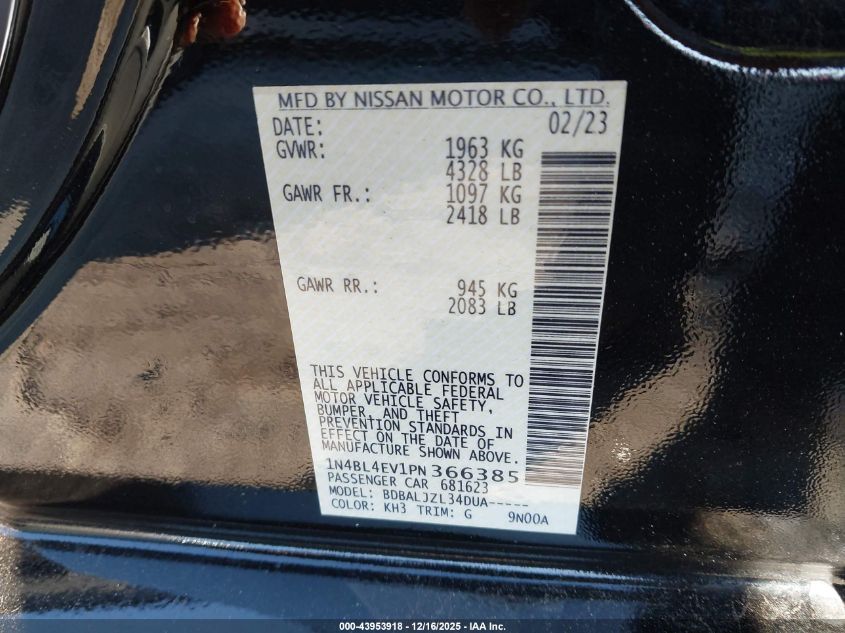 MFD BY NISSAN MOTOR CO., LTD.
DATE: 02/23
GVWR: 1963 KG
4328 LB
GAWR FR.: 1097 KG
2418 LB
GAWR RR.: 945 KG
2083 LB
THIS VEHICLE CONFORMS TO
ALL APPLICABLE FEDERAL
MOTOR VEHICLE SAFETY,
BUMPER, AND THEFT
PREVENTION STANDARDS IN
EFFECT ON THE DATE OF
MANUFACTURE SHOWN ABOVE.
1N4BL4EV1PN366385
PASSENGER CAR 681623
MODEL: BDBALJZL34DUA-----
COLOR: KH3 TRIM: G 9N00A
000-43953918 - 12/16/2025 - IAA Inc.